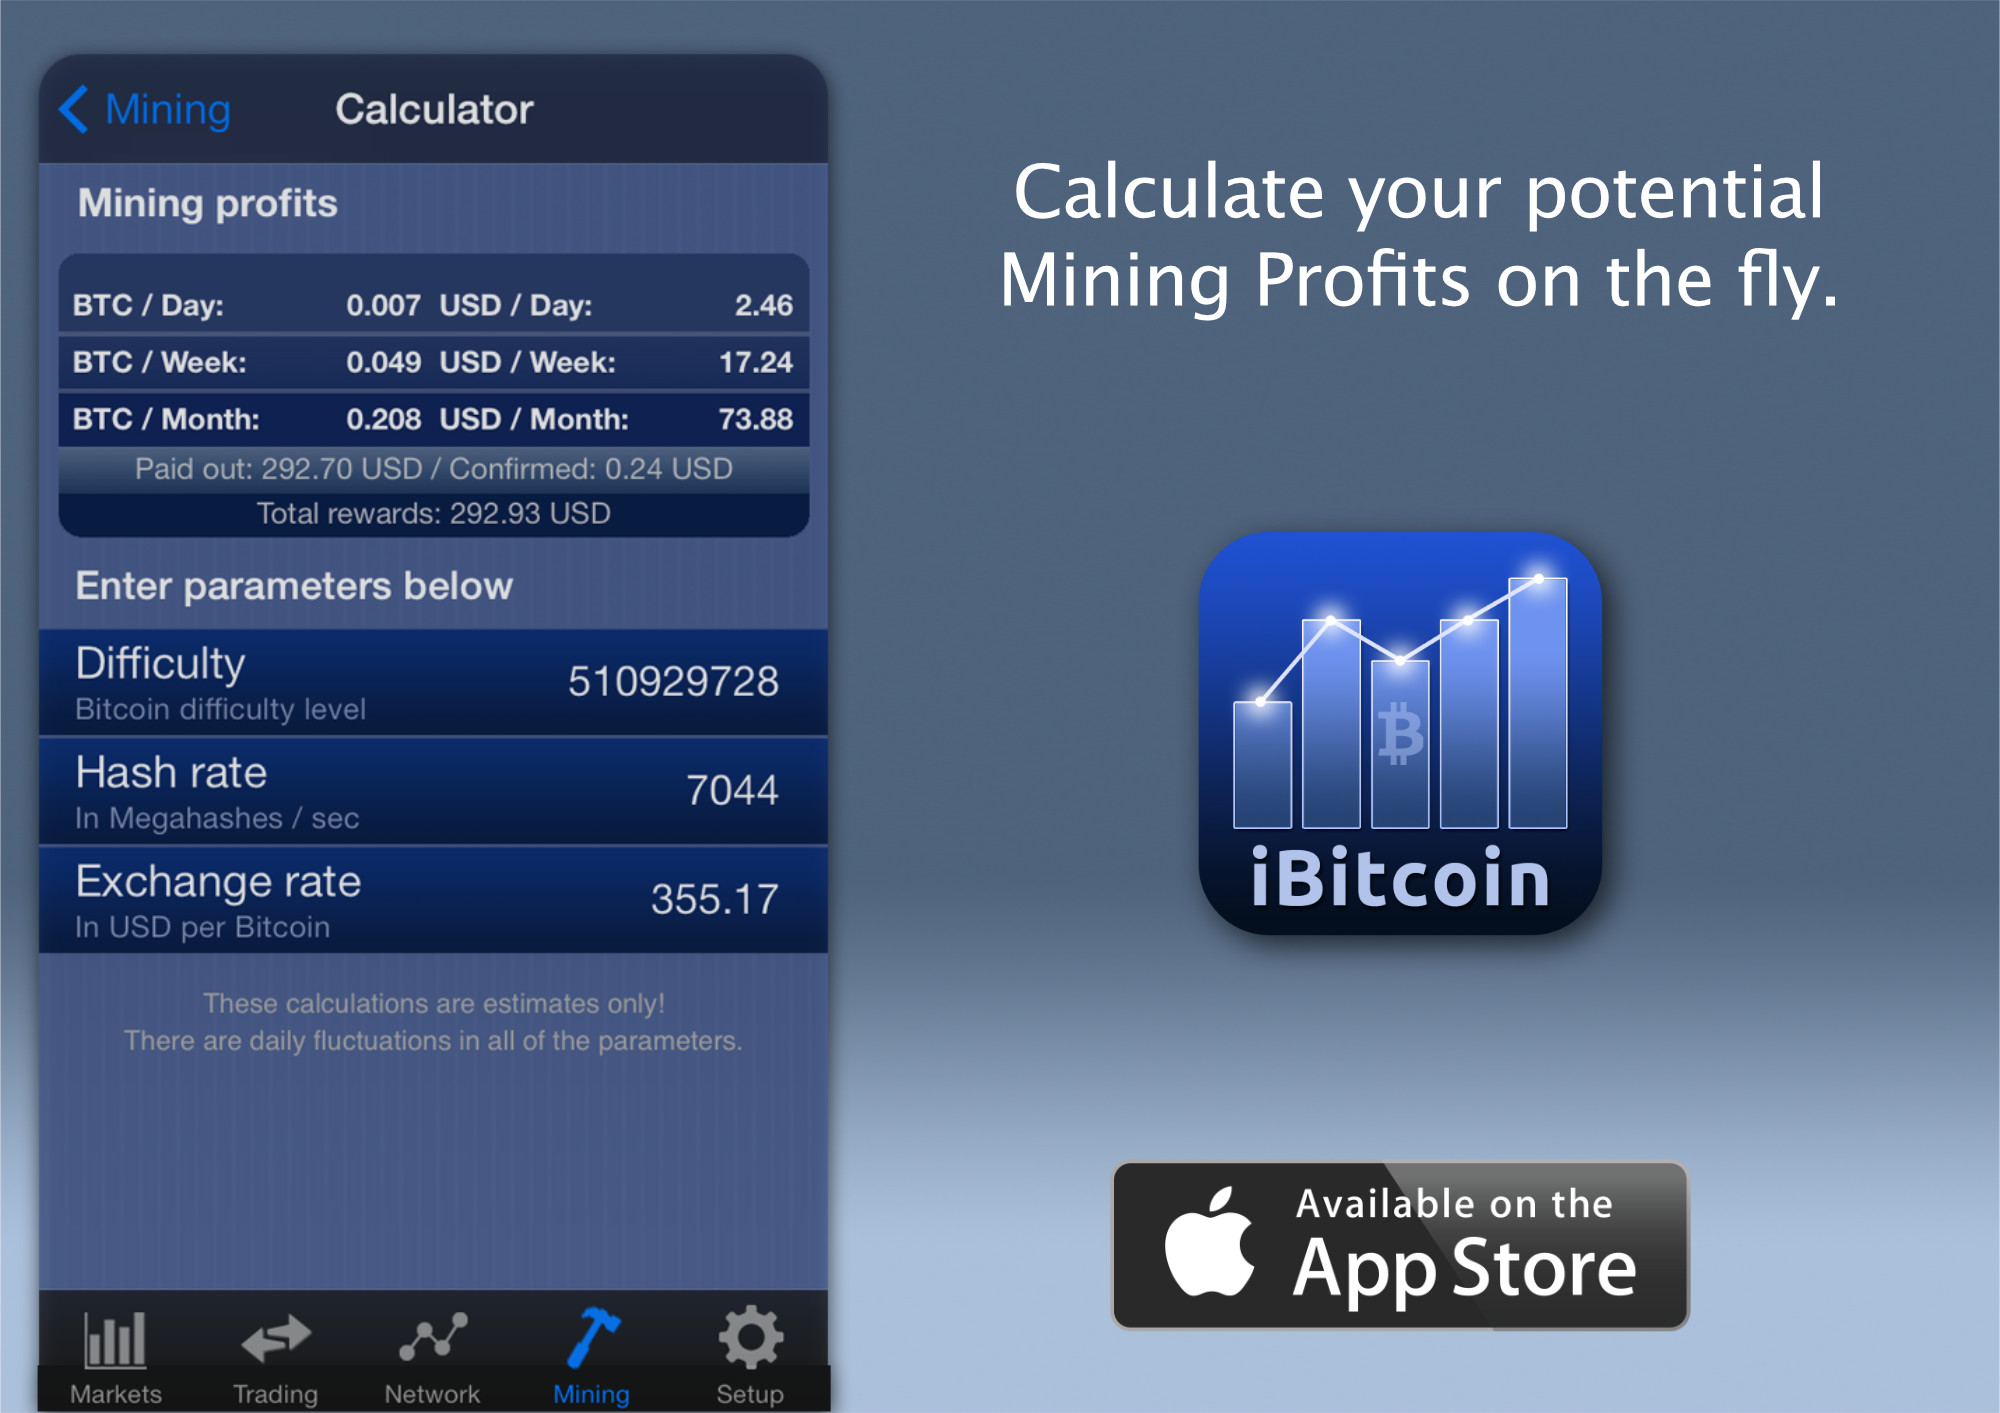 Mining
Calculator
Mining profits
BTC / Day: 0.007 USD / Day: 2.46
BTC / Week: 0.049 USD / Week: 17.24
BTC / Month: 0.208 USD / Month: 73.88
Paid out: 292.70 USD / Confirmed: 0.24 USD
Total rewards: 292.93 USD
Enter parameters below
Difficulty 510929728
Bitcoin difficulty level
Hash rate 7044
In Megahashes / sec
Exchange rate 355.17
In USD per Bitcoin
These calculations are estimates only!
There are daily fluctuations in all of the parameters.
Markets Trading Network Mining Setup
Calculate your potential
Mining Profits on the fly.
iBitcoin
Available on the
App Store